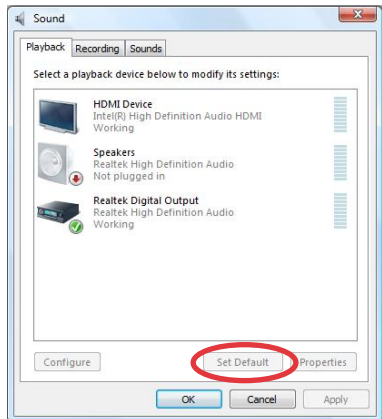 Sound
Playback Recording Sounds
Select a playback device below to modify its settings:
HDMI Device
Intel(R) High Definition Audio HDMI
Working
Speakers
Realtek High Definition Audio
Not plugged in
Realtek Digital Output
Realtek High Definition Audio
Working
Configure Set Default Properties
OK Cancel Apply